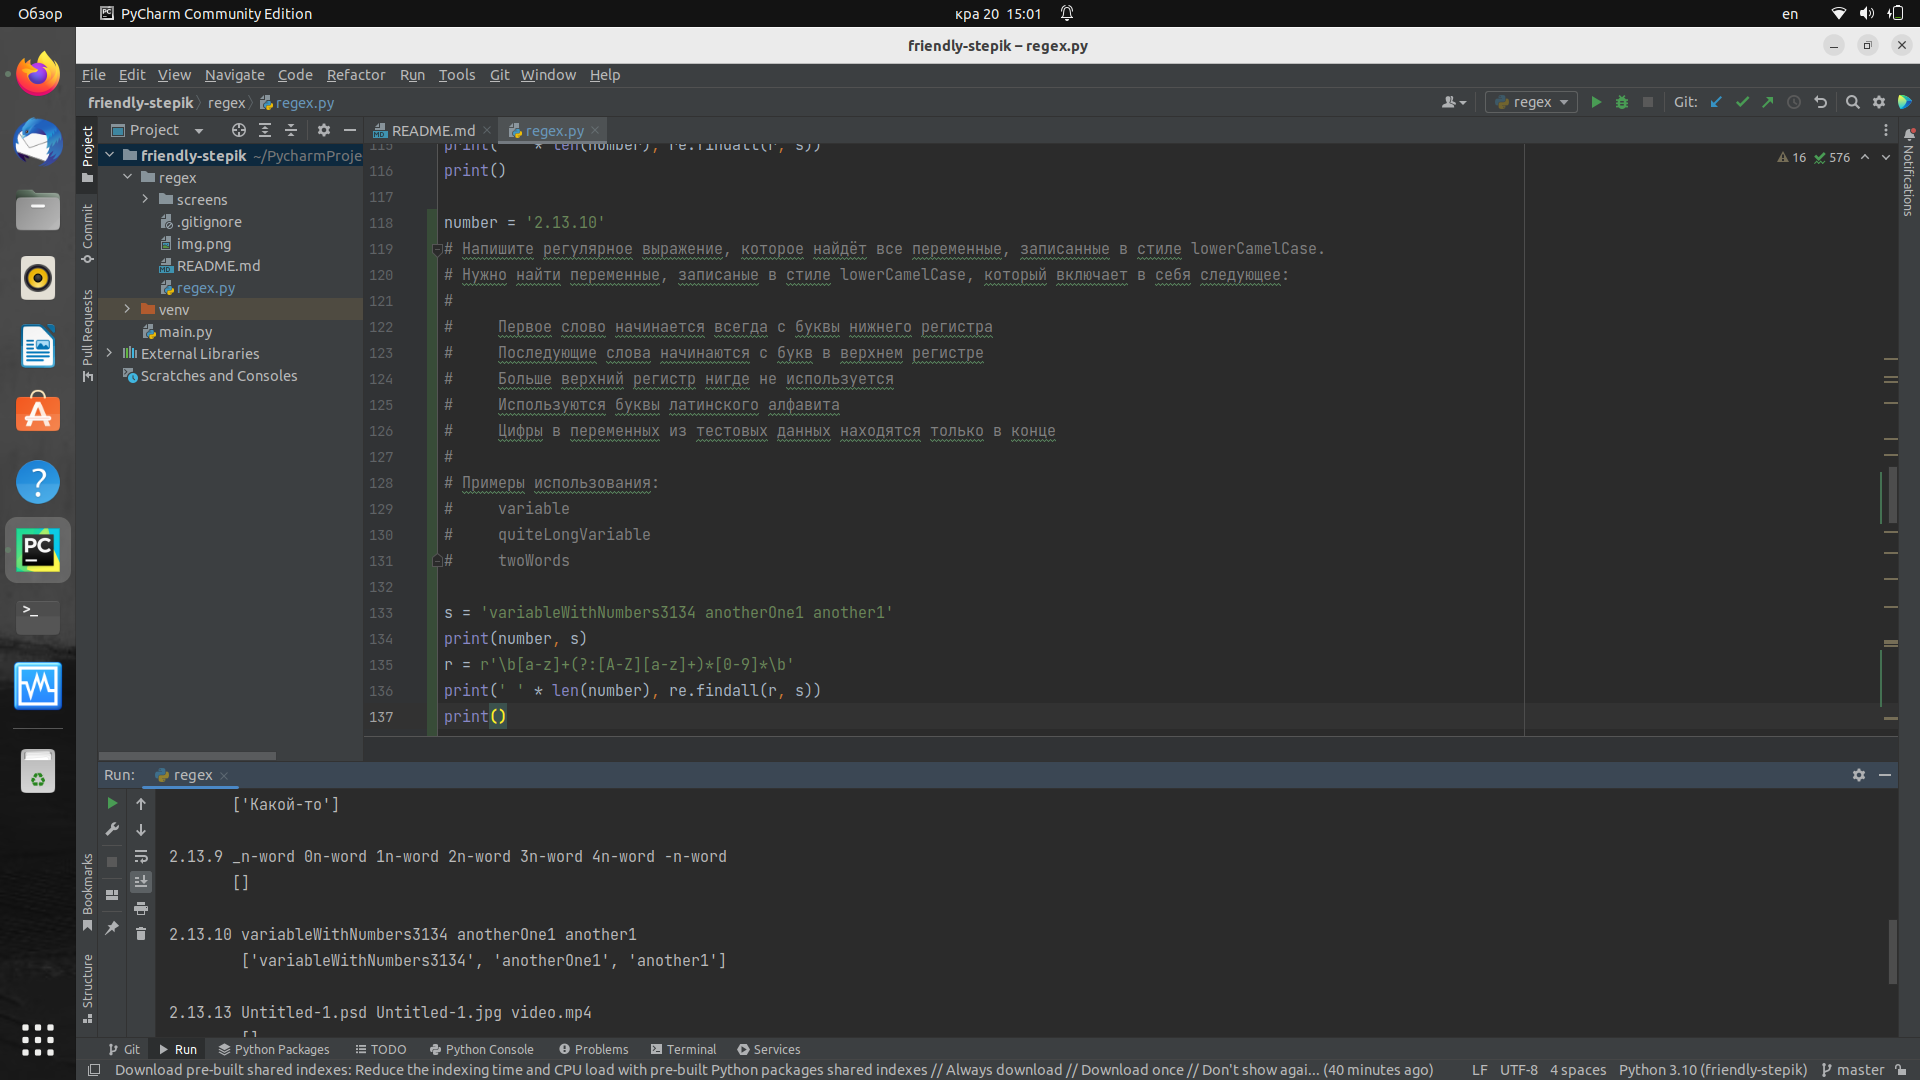 Обзор
PyCharm Community Edition
кра 20 15:01
en
friendly-stepik – regex.py
File Edit View Navigate Code Refactor Run Tools Git Window Help
friendly-stepik regex regex.py
regex
Git:
Project
README.md
regex.py
16 576
Project
Commit
Pull Requests
Bookmarks
Structure
Notifications
friendly-stepik ~/PycharmProje
regex
screens
.gitignore
img.png
README.md
regex.py
venv
main.py
External Libraries
Scratches and Consoles
115 print(' ' * len(number), re.findall(r, s))
116 print()
117
118 number = '2.13.10'
119 # Напишите регулярное выражение, которое найдёт все переменные, записанные в стиле lowerCamelCase.
120 # Нужно найти переменные, записаные в стиле lowerCamelCase, который включает в себя следующее:
121 #
122 # Первое слово начинается всегда с буквы нижнего регистра
123 # Последующие слова начинаются с букв в верхнем регистре
124 # Больше верхний регистр нигде не используется
125 # Используются буквы латинского алфавита
126 # Цифры в переменных из тестовых данных находятся только в конце
127 #
128 # Примеры использования:
129 # variable
130 # quiteLongVariable
131 # twoWords
132
133 s = 'variableWithNumbers3134 anotherOne1 another1'
134 print(number, s)
135 r = r'\b[a-z]+(?:[A-Z][a-z]+)*[0-9]*\b'
136 print(' ' * len(number), re.findall(r, s))
137 print()
Run: regex
['Какой-то']
2.13.9 _n-word 0n-word 1n-word 2n-word 3n-word 4n-word -n-word
[]
2.13.10 variableWithNumbers3134 anotherOne1 another1
['variableWithNumbers3134', 'anotherOne1', 'another1']
2.13.13 Untitled-1.psd Untitled-1.jpg video.mp4
[]
Git Run Python Packages TODO Python Console Problems Terminal Services
Download pre-built shared indexes: Reduce the indexing time and CPU load with pre-built Python packages shared indexes // Always download // Download once // Don't show agai... (40 minutes ago)
LF UTF-8 4 spaces Python 3.10 (friendly-stepik) master